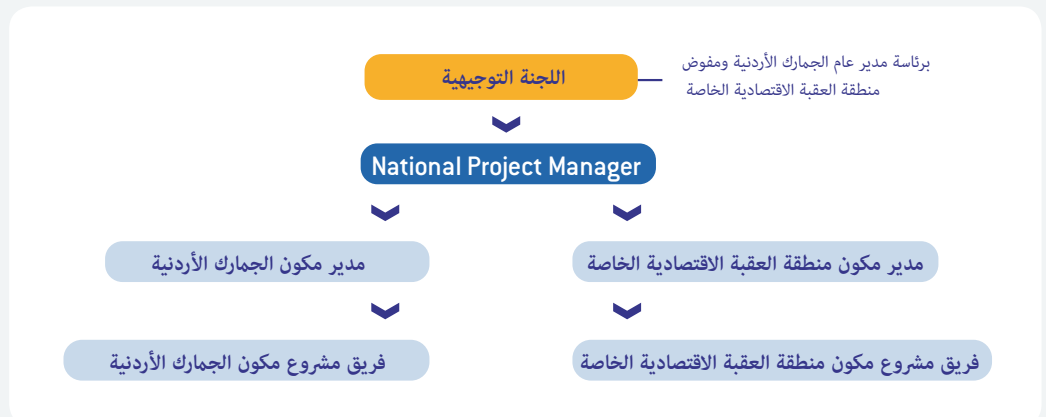 برئاسة مدير عام الجمارك الأردنية ومفوض
منطقة العقبة الاقتصادية الخاصة
اللجنة التوجيهية
National Project Manager
مدير مكون منطقة العقبة الاقتصادية الخاصة
مدير مكون الجمارك الأردنية
فريق مشروع مكون منطقة العقبة الاقتصادية الخاصة
فريق مشروع مكون الجمارك الأردنية